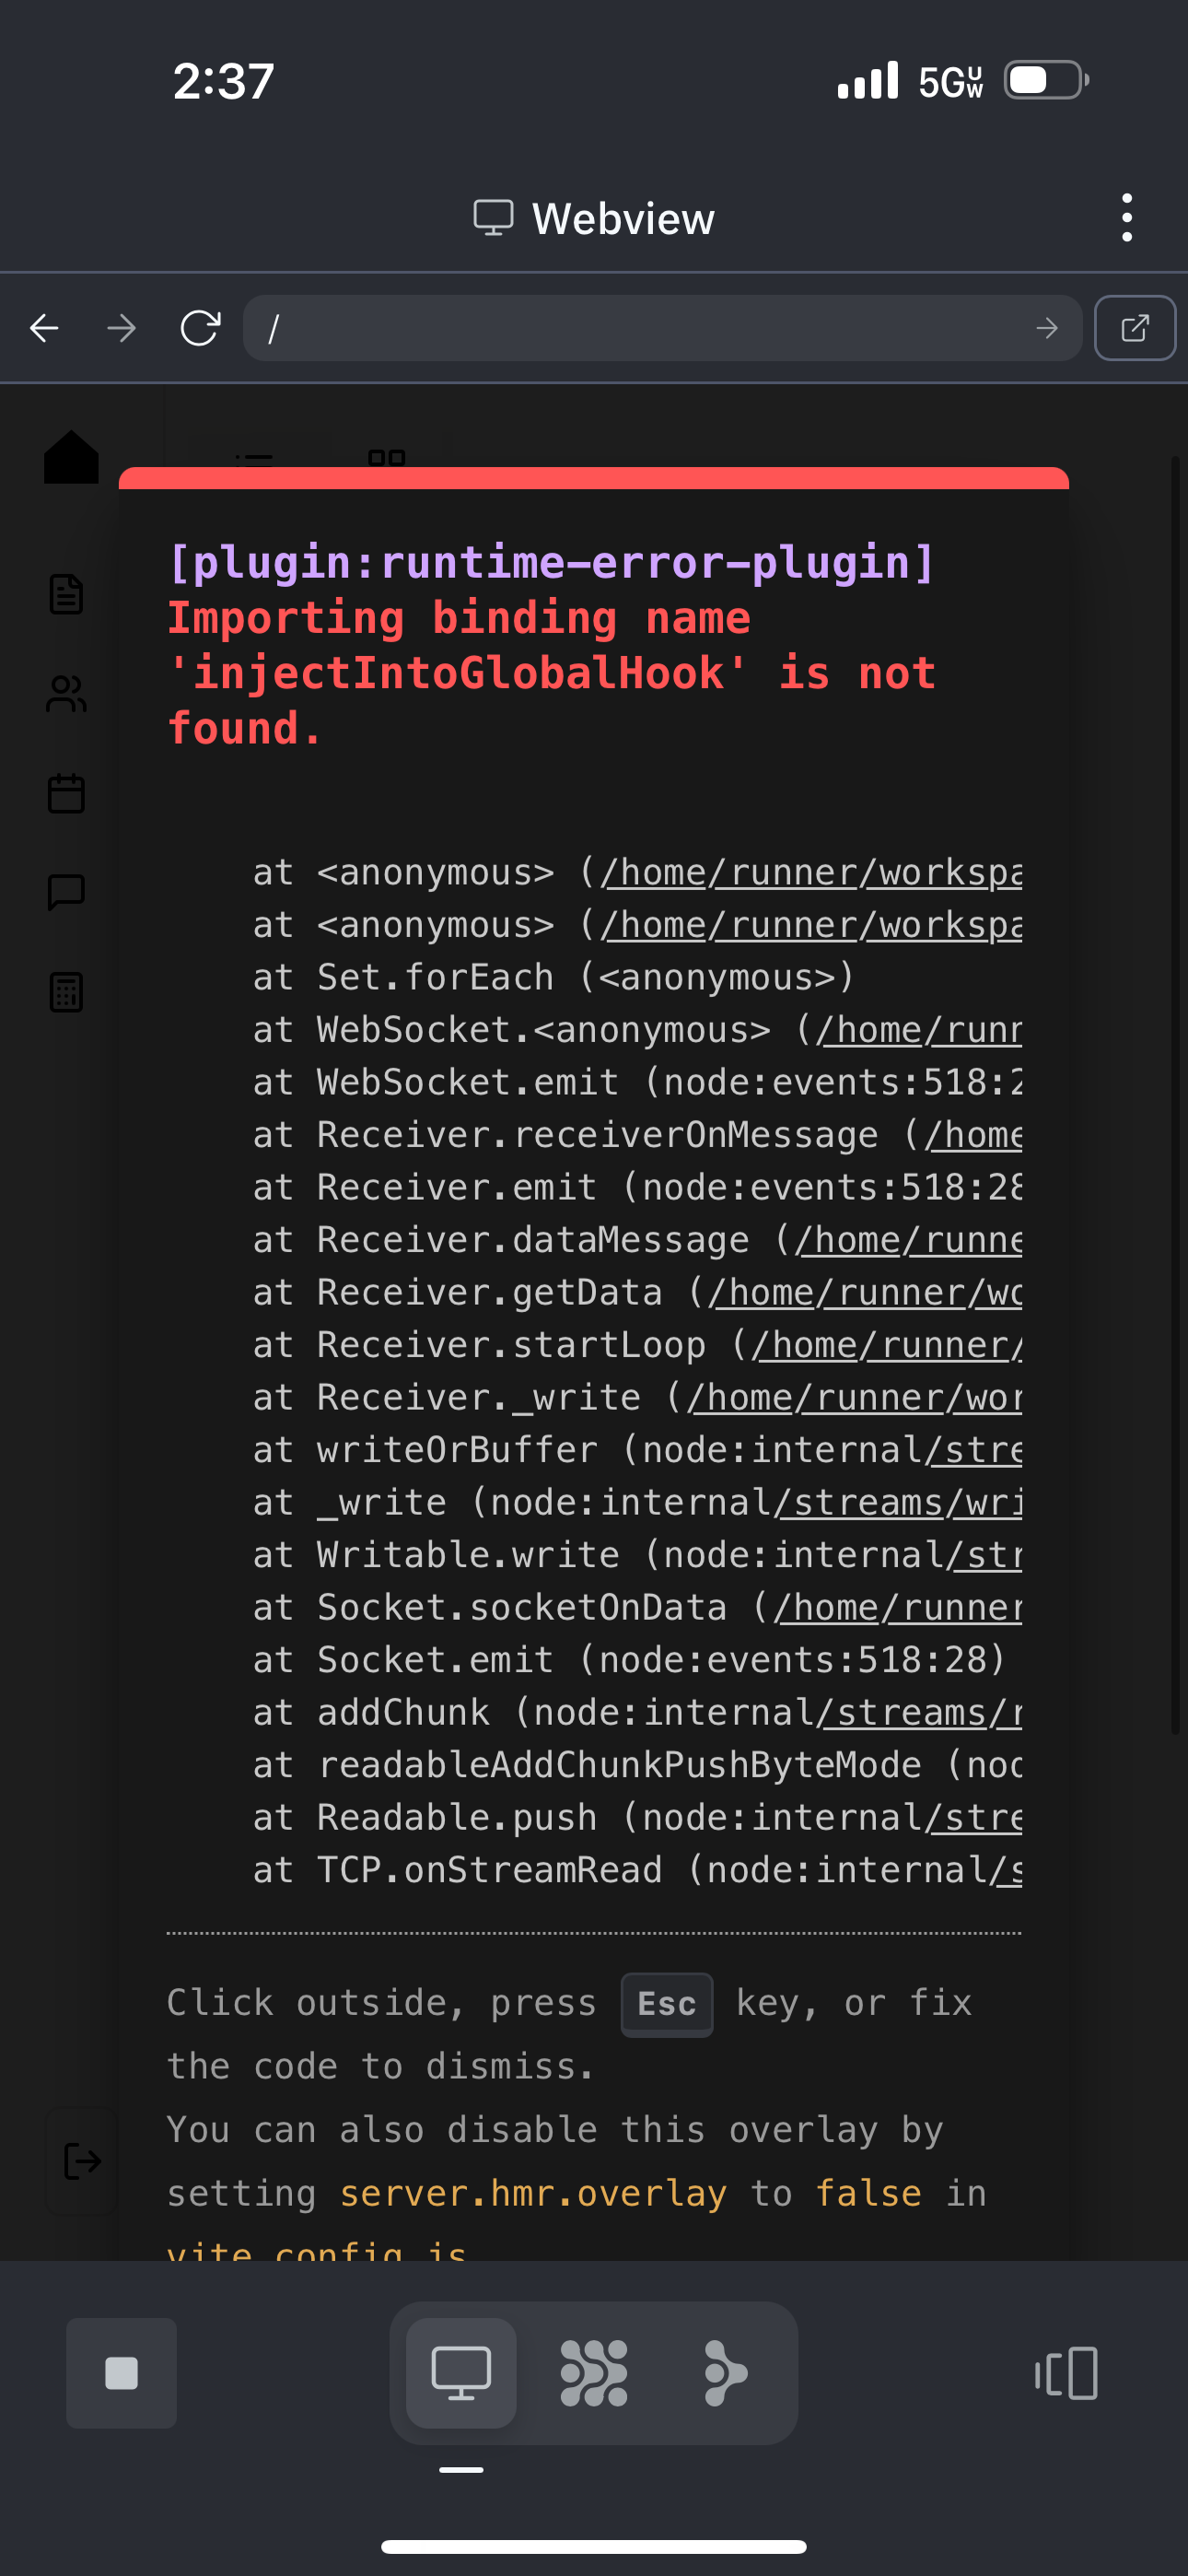 2:37
5G UW
Webview
/
[plugin:runtime-error-plugin]
Importing binding name
'injectIntoGlobalHook' is not
found.
at <anonymous> (/home/runner/workspa
at <anonymous> (/home/runner/workspa
at Set.forEach (<anonymous>)
at WebSocket.<anonymous> (/home/runn
at WebSocket.emit (node:events:518:2
at Receiver.receiverOnMessage (/home
at Receiver.emit (node:events:518:28
at Receiver.dataMessage (/home/runne
at Receiver.getData (/home/runner/wo
at Receiver.startLoop (/home/runner/
at Receiver._write (/home/runner/wor
at writeOrBuffer (node:internal/stre
at _write (node:internal/streams/wri
at Writable.write (node:internal/str
at Socket.socketOnData (/home/runner
at Socket.emit (node:events:518:28)
at addChunk (node:internal/streams/r
at readableAddChunkPushByteMode (nod
at Readable.push (node:internal/stre
at TCP.onStreamRead (node:internal/s
Click outside, press Esc key, or fix
the code to dismiss.
You can also disable this overlay by
setting server.hmr.overlay to false in
vite.config.js